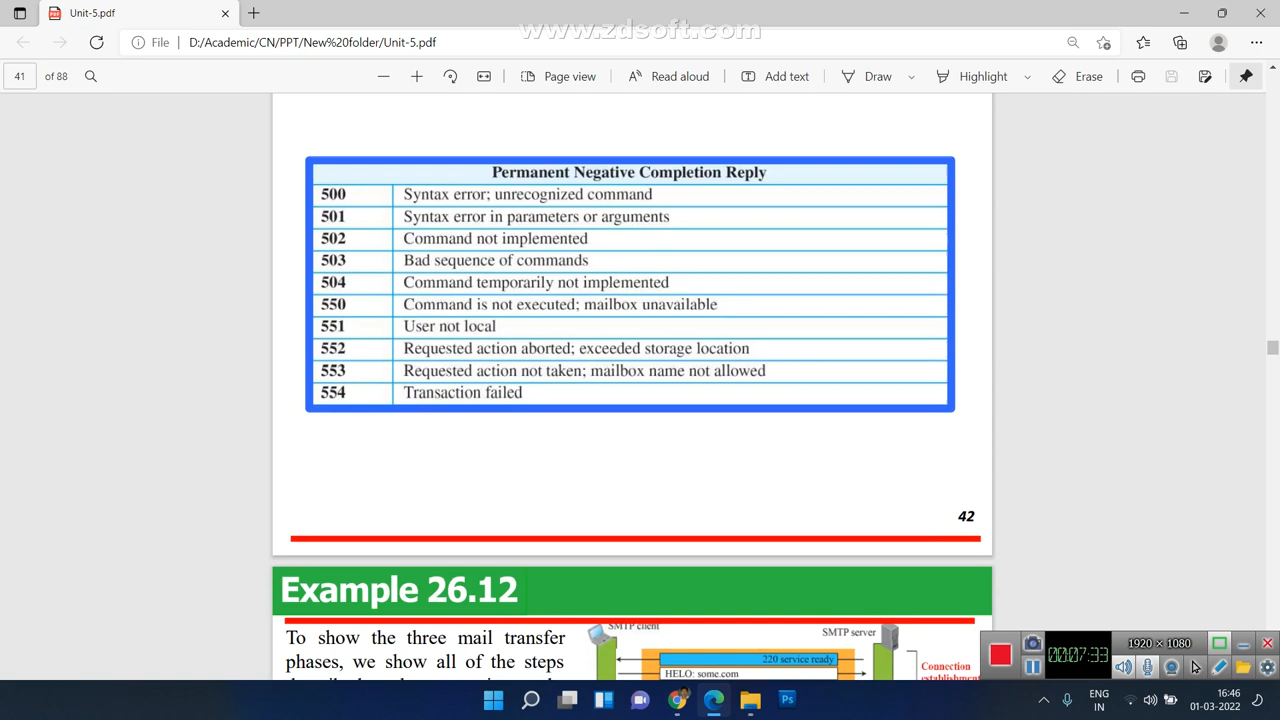 Unit-5.pdf
www.zdsoft.com
File D:/Academic/CN/PPT/New%20folder/Unit-5.pdf
41 of 88 Page view Read aloud Add text Draw Highlight Erase
Permanent Negative Completion Reply
500 Syntax error; unrecognized command
501 Syntax error in parameters or arguments
502 Command not implemented
503 Bad sequence of commands
504 Command temporarily not implemented
550 Command is not executed; mailbox unavailable
551 User not local
552 Requested action aborted; exceeded storage location
553 Requested action not taken; mailbox name not allowed
554 Transaction failed
42
Example 26.12
To show the three mail transfer
phases, we show all of the steps
SMTP client
SMTP server
220 service ready
HELO: some.com
Connection
00:07:33
1920 × 1080
Ps
ENG
IN
16:46
01-03-2022